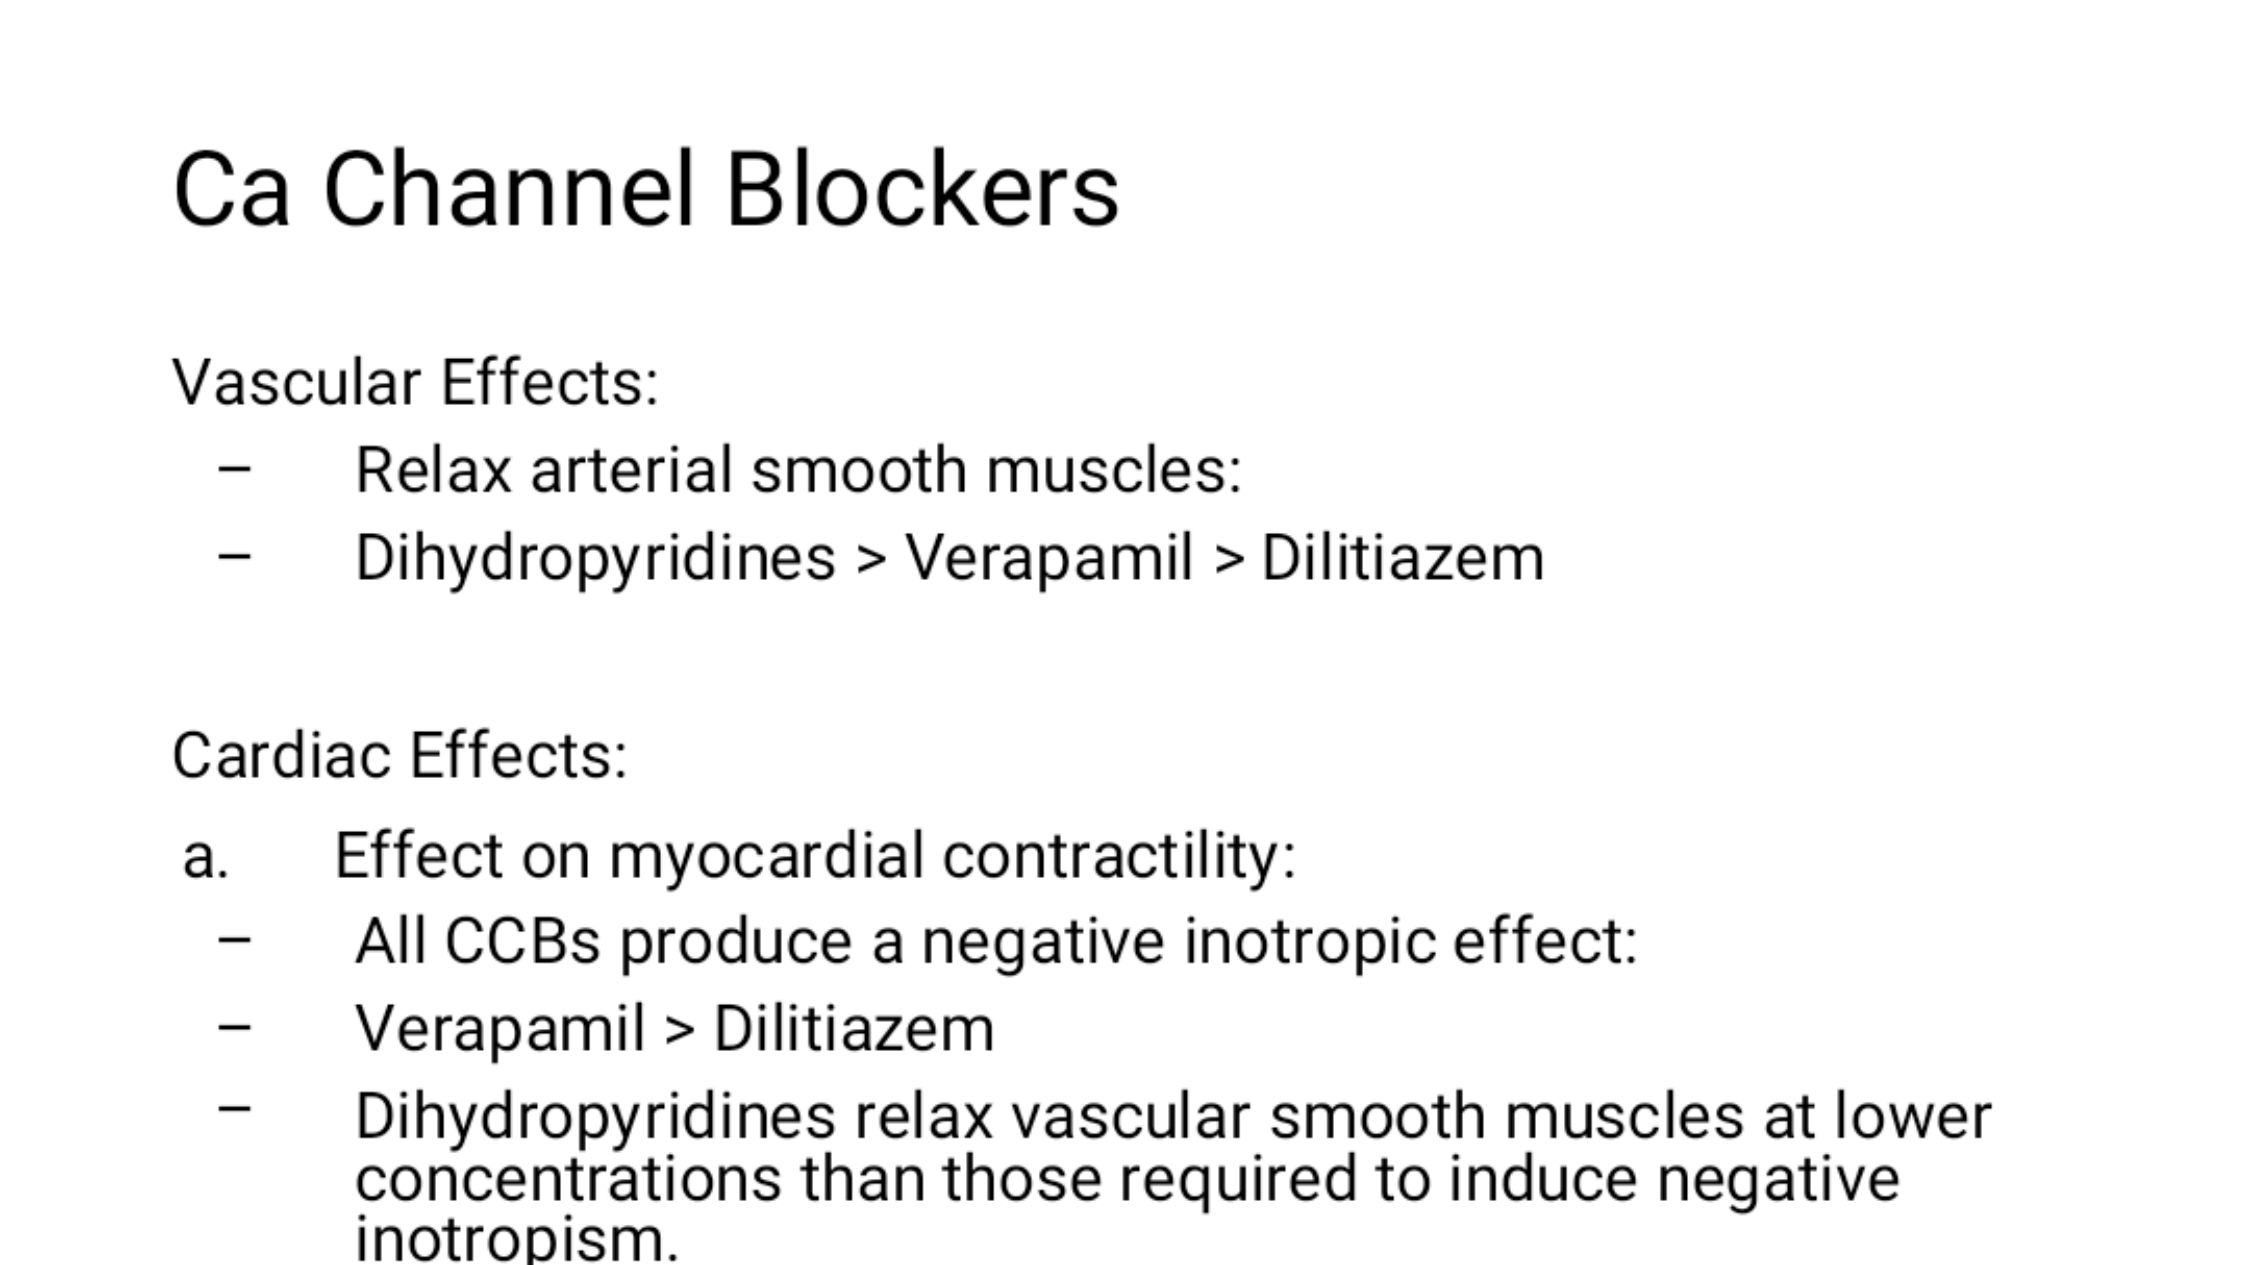 Ca Channel Blockers
Vascular Effects:
– Relax arterial smooth muscles:
– Dihydropyridines > Verapamil > Dilitiazem
Cardiac Effects:
a. Effect on myocardial contractility:
– All CCBs produce a negative inotropic effect:
– Verapamil > Dilitiazem
– Dihydropyridines relax vascular smooth muscles at lower
concentrations than those required to induce negative
inotropism.